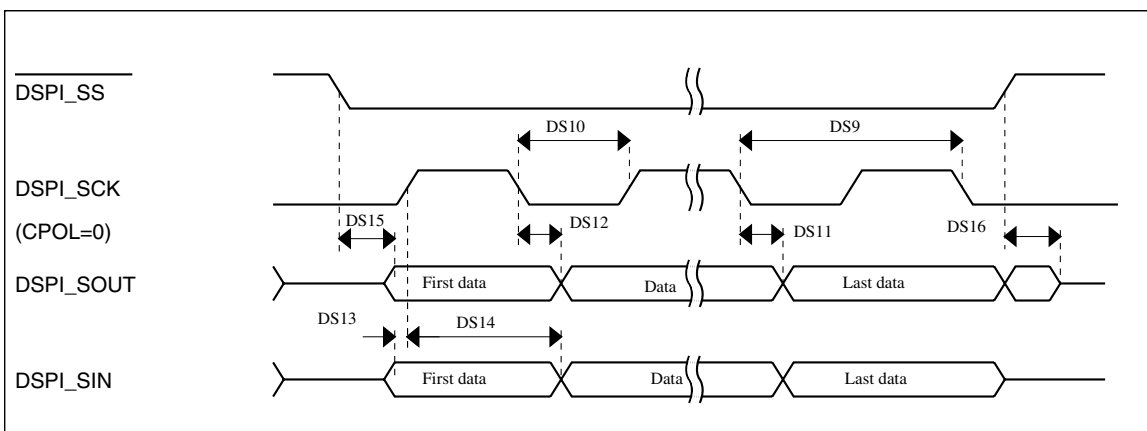 DSPI_SS
DS10
DS9
DSPI_SCK
(CPOL=0)
DS15
DS12
DS11
DS16
DSPI_SOUT
First data
Data
Last data
DS13
DS14
DSPI_SIN
First data
Data
Last data